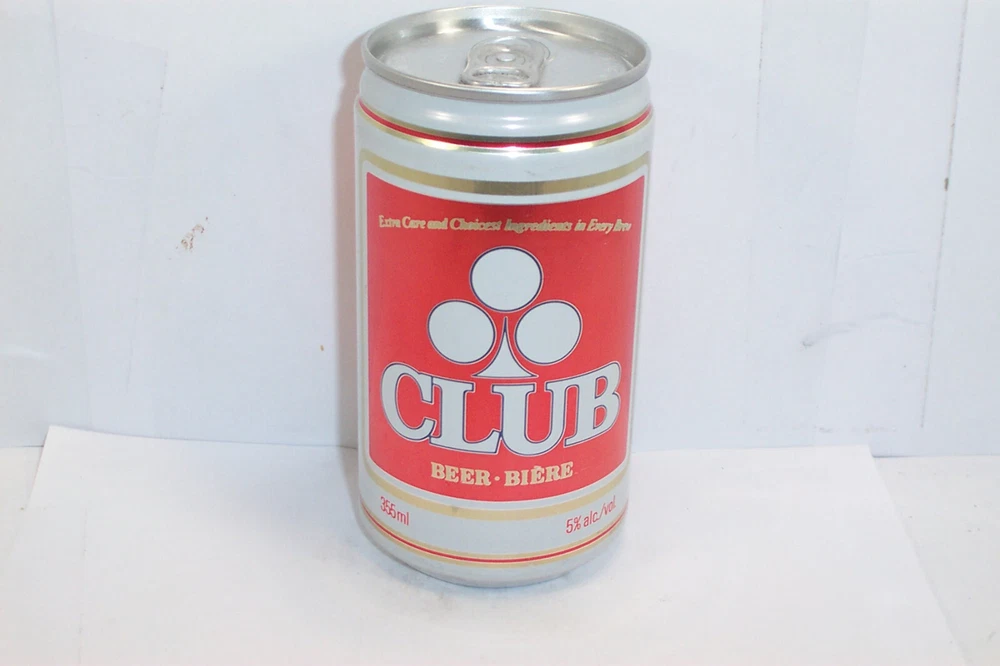 Extra Care and Choicest Ingredients in Every Brew
CLUB
BEER · BIÈRE
355ml
5% alc./vol.